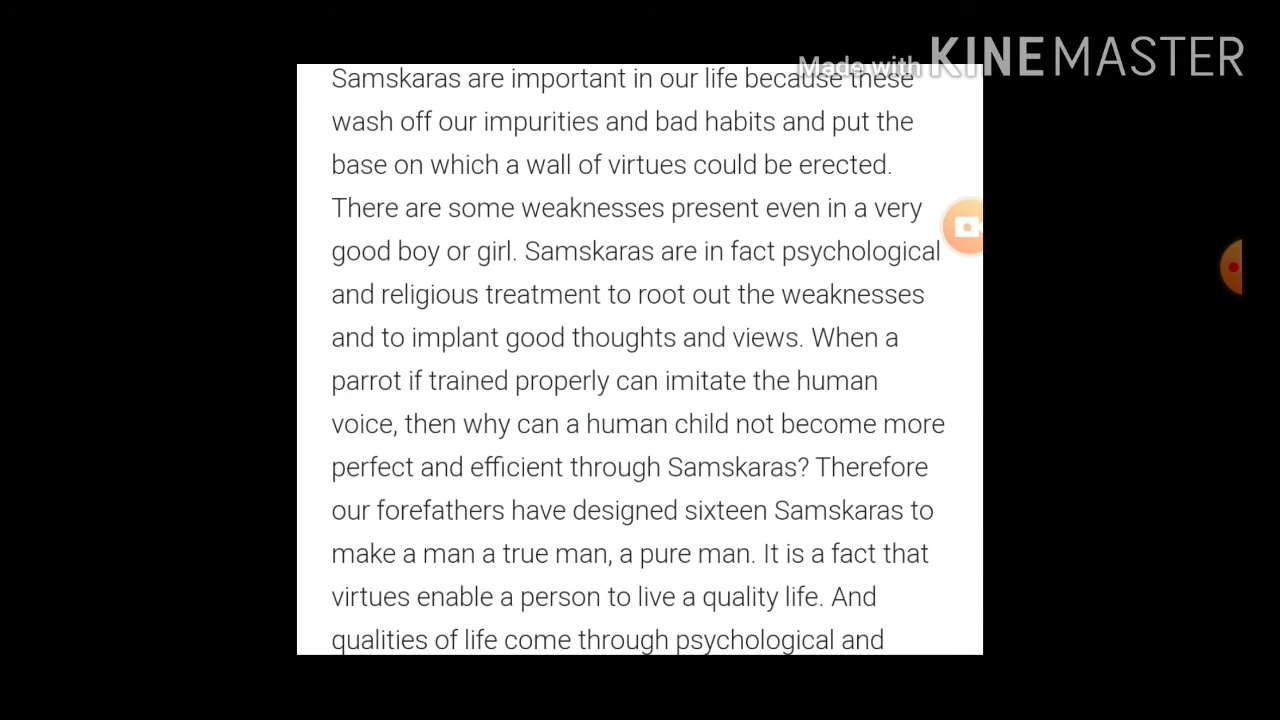 Made with KINEMASTER
Samskaras are important in our life because these
wash off our impurities and bad habits and put the
base on which a wall of virtues could be erected.
There are some weaknesses present even in a very
good boy or girl. Samskaras are in fact psychological
and religious treatment to root out the weaknesses
and to implant good thoughts and views. When a
parrot if trained properly can imitate the human
voice, then why can a human child not become more
perfect and efficient through Samskaras? Therefore
our forefathers have designed sixteen Samskaras to
make a man a true man, a pure man. It is a fact that
virtues enable a person to live a quality life. And
qualities of life come through psychological and